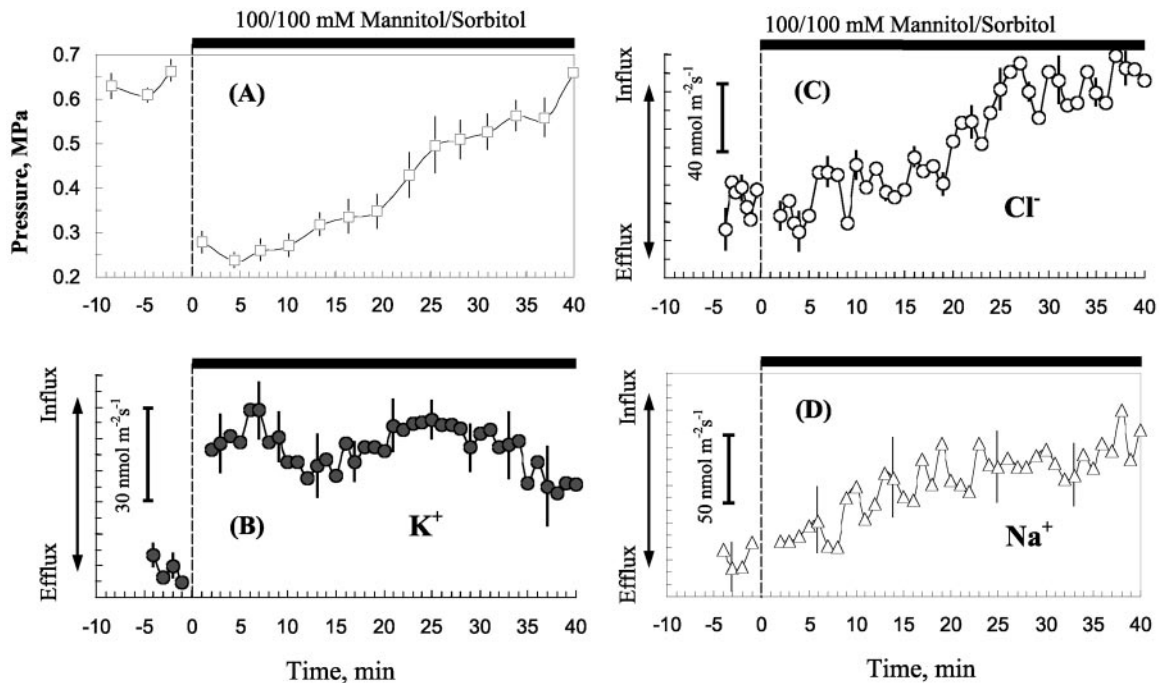 100/100 mM Mannitol/Sorbitol
0.7
0.6
0.5
0.4
0.3
0.2
Pressure, MPa
(A)
-10 -5 0 5 10 15 20 25 30 35 40
100/100 mM Mannitol/Sorbitol
Influx
Efflux
40 nmol m⁻²s⁻¹
(C)
Cl⁻
-10 -5 0 5 10 15 20 25 30 35 40
Influx
Efflux
30 nmol m⁻²s⁻¹
(B)
K⁺
-10 -5 0 5 10 15 20 25 30 35 40
Time, min
Influx
Efflux
50 nmol m⁻²s⁻¹
(D)
Na⁺
-10 -5 0 5 10 15 20 25 30 35 40
Time, min